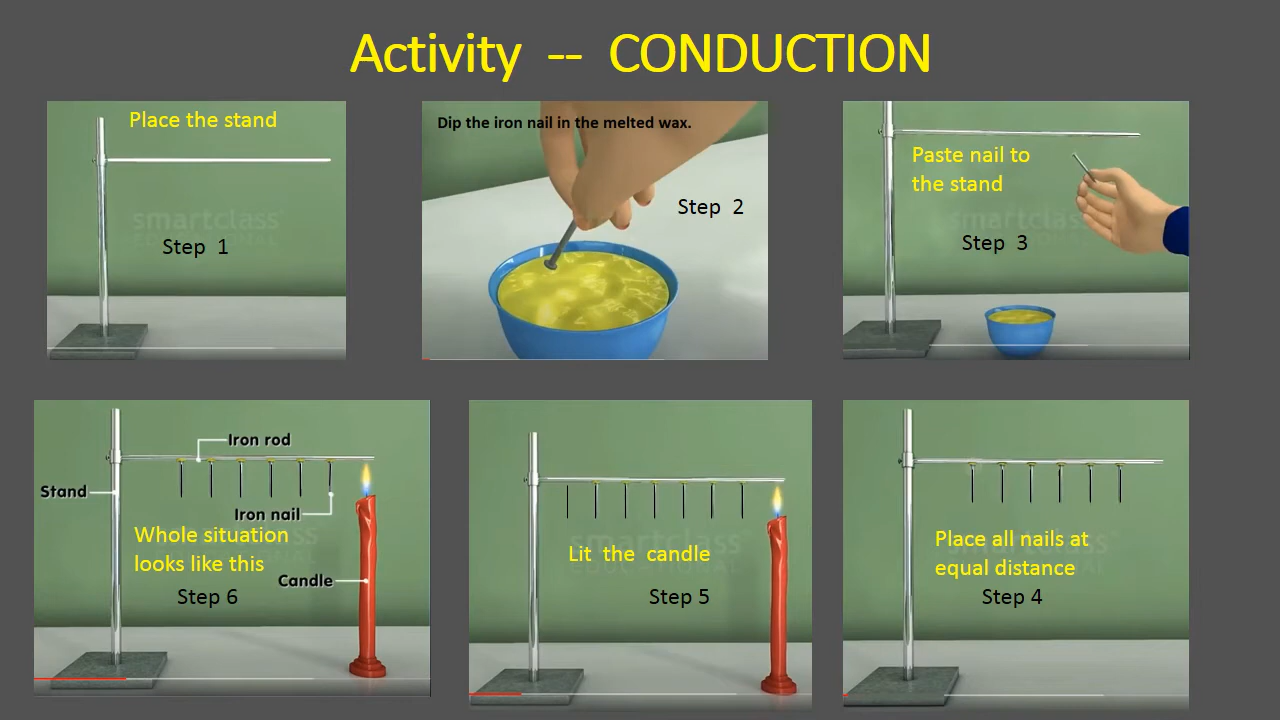 Activity -- CONDUCTION
Place the stand
smartclass
Step 1
Dip the iron nail in the melted wax.
Step 2
Paste nail to
the stand
Step 3
Iron rod
Stand
Iron nail
Whole situation
looks like this
Candle
Step 6
smartclass
Lit the candle
Step 5
Place all nails at
equal distance
Step 4